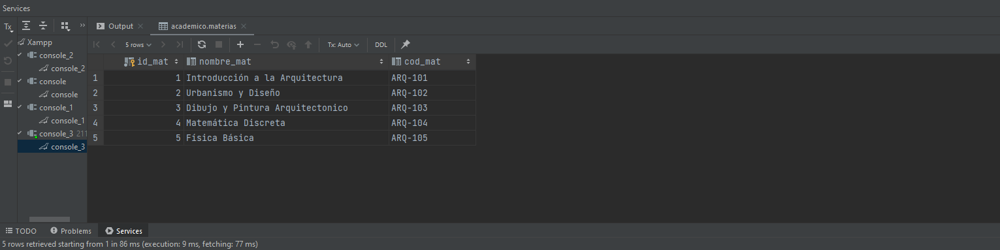 Services
Tx
Output
academico.materias
Xampp
5 rows
Tx: Auto
DDL
console_2
id_mat
nombre_mat
cod_mat
console_2
1 1 Introducción a la Arquitectura ARQ-101
console
2 2 Urbanismo y Diseño ARQ-102
console
3 3 Dibujo y Pintura Arquitectonico ARQ-103
console_1
4 4 Matemática Discreta ARQ-104
console_1
5 5 Física Básica ARQ-105
console_3 211
console_3
TODO
Problems
Services
5 rows retrieved starting from 1 in 86 ms (execution: 9 ms, fetching: 77 ms)